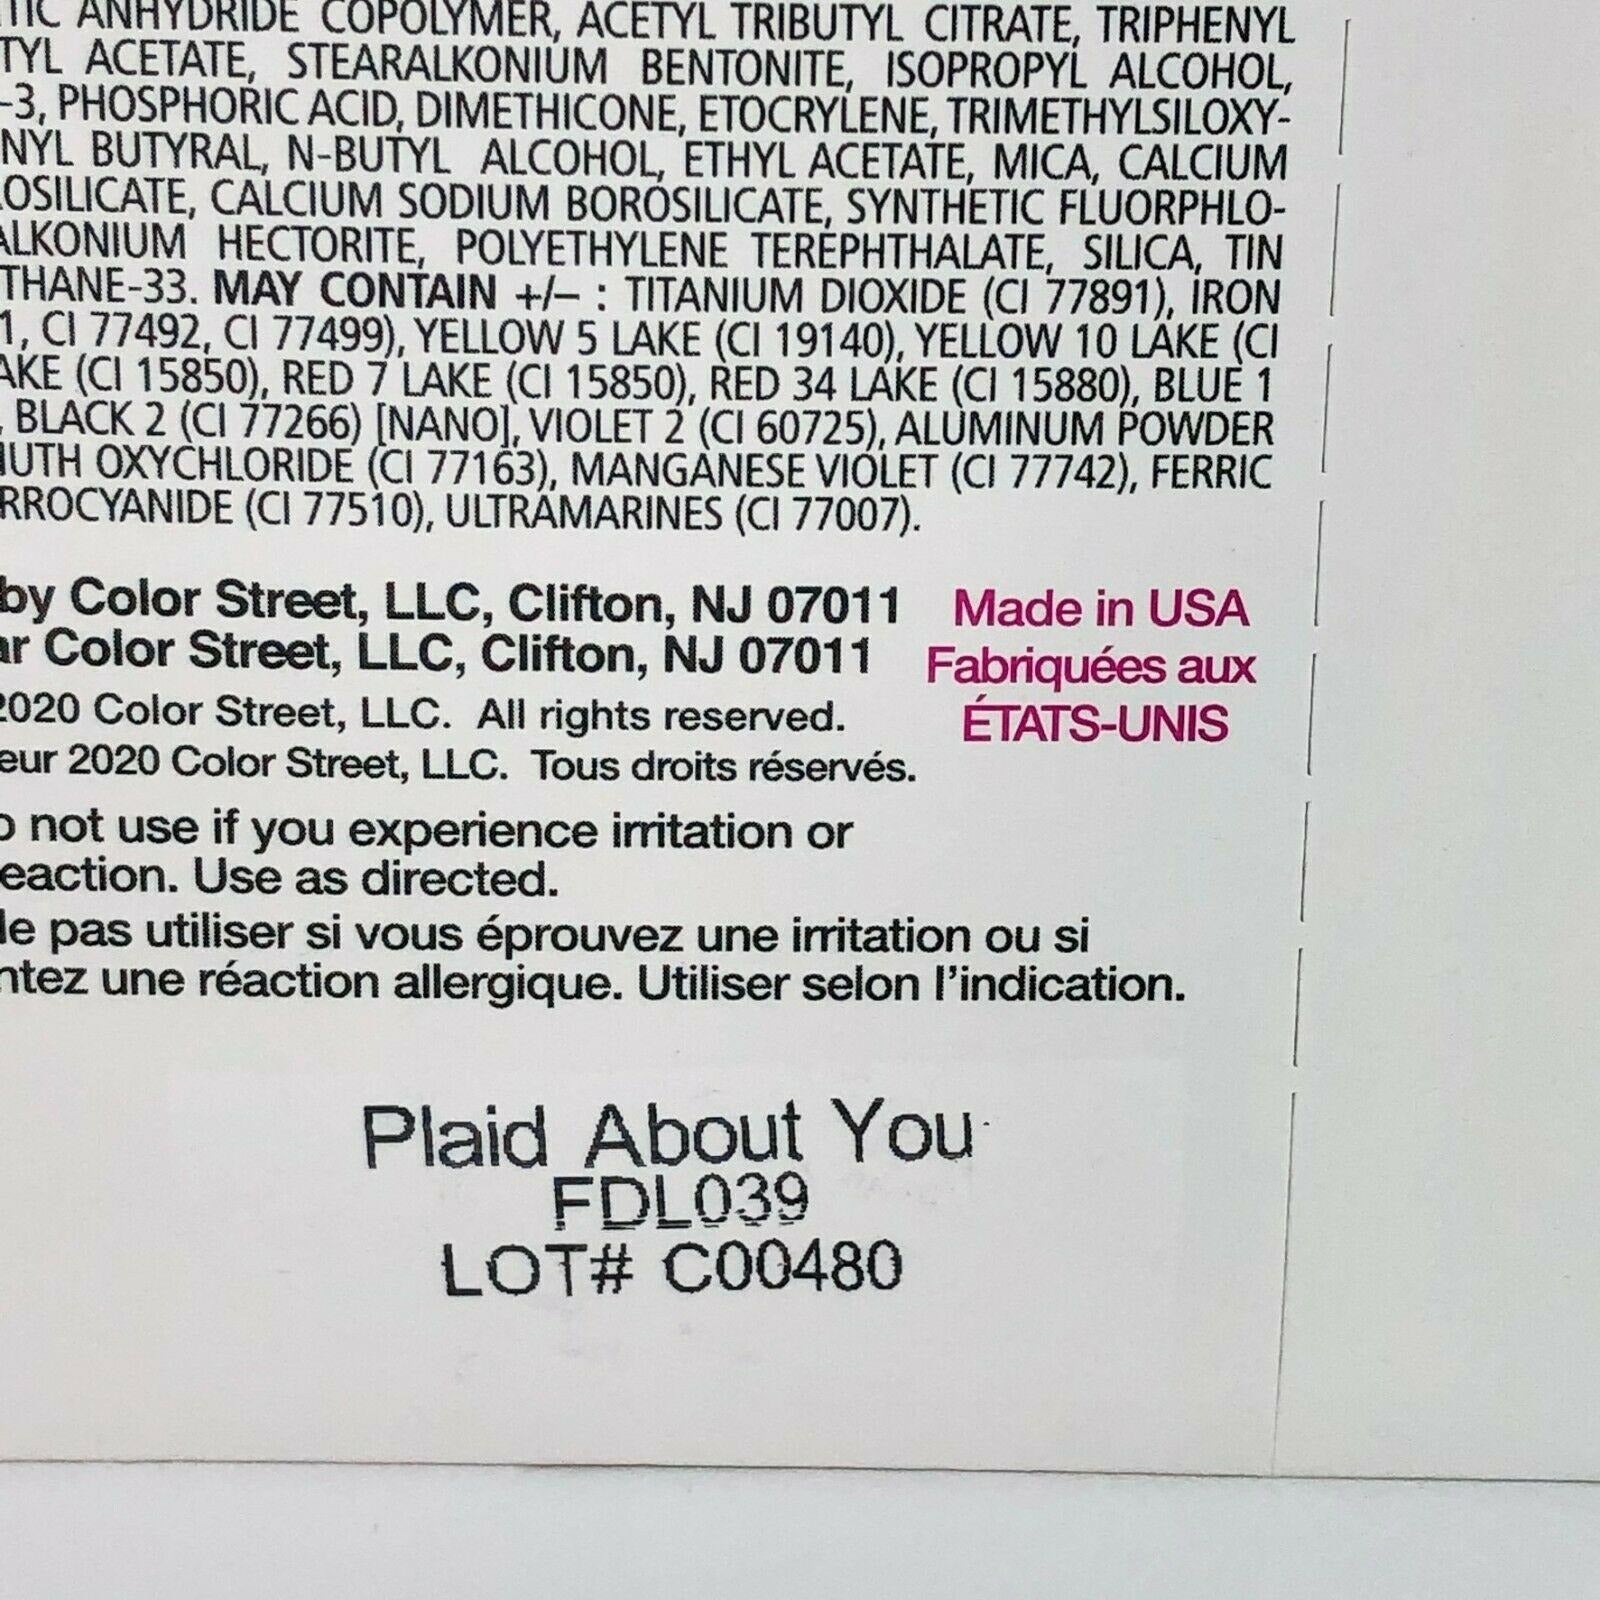 TIC ANHYDRIDE COPOLYMER, ACETYL TRIBUTYL CITRATE, TRIPHENYL
TYL ACETATE, STEARALKONIUM BENTONITE, ISOPROPYL ALCOHOL,
-3, PHOSPHORIC ACID, DIMETHICONE, ETOCRYLENE, TRIMETHYLSILOXY-
NYL BUTYRAL, N-BUTYL ALCOHOL, ETHYL ACETATE, MICA, CALCIUM
OSILICATE, CALCIUM SODIUM BOROSILICATE, SYNTHETIC FLUORPHLO-
ALKONIUM HECTORITE, POLYETHYLENE TEREPHTHALATE, SILICA, TIN
THANE-33. MAY CONTAIN +/– : TITANIUM DIOXIDE (CI 77891), IRON
1, CI 77492, CI 77499), YELLOW 5 LAKE (CI 19140), YELLOW 10 LAKE (CI
AKE (CI 15850), RED 7 LAKE (CI 15850), RED 34 LAKE (CI 15880), BLUE 1
, BLACK 2 (CI 77266) [NANO], VIOLET 2 (CI 60725), ALUMINUM POWDER
UTH OXYCHLORIDE (CI 77163), MANGANESE VIOLET (CI 77742), FERRIC
RROCYANIDE (CI 77510), ULTRAMARINES (CI 77007).
by Color Street, LLC, Clifton, NJ 07011
ar Color Street, LLC, Clifton, NJ 07011
2020 Color Street, LLC. All rights reserved.
eur 2020 Color Street, LLC. Tous droits réservés.
Made in USA
Fabriquées aux
ÉTATS-UNIS
o not use if you experience irritation or
eaction. Use as directed.
le pas utiliser si vous éprouvez une irritation ou si
ntez une réaction allergique. Utiliser selon l'indication.
Plaid About You
FDL039
LOT# C00480